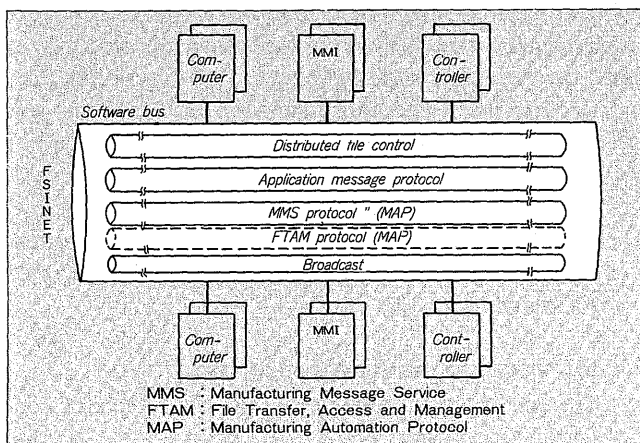 Com-
puter
MMI
Con-
troller
Software bus
FSINET
Distributed file control
Application message protocol
MMS protocol " (MAP)
FTAM protocol (MAP)
Broadcast
Com-
puter
MMI
Cont-
roller
MMS : Manufacturing Message Service
FTAM : File Transfer, Access and Management
MAP : Manufacturing Automation Protocol